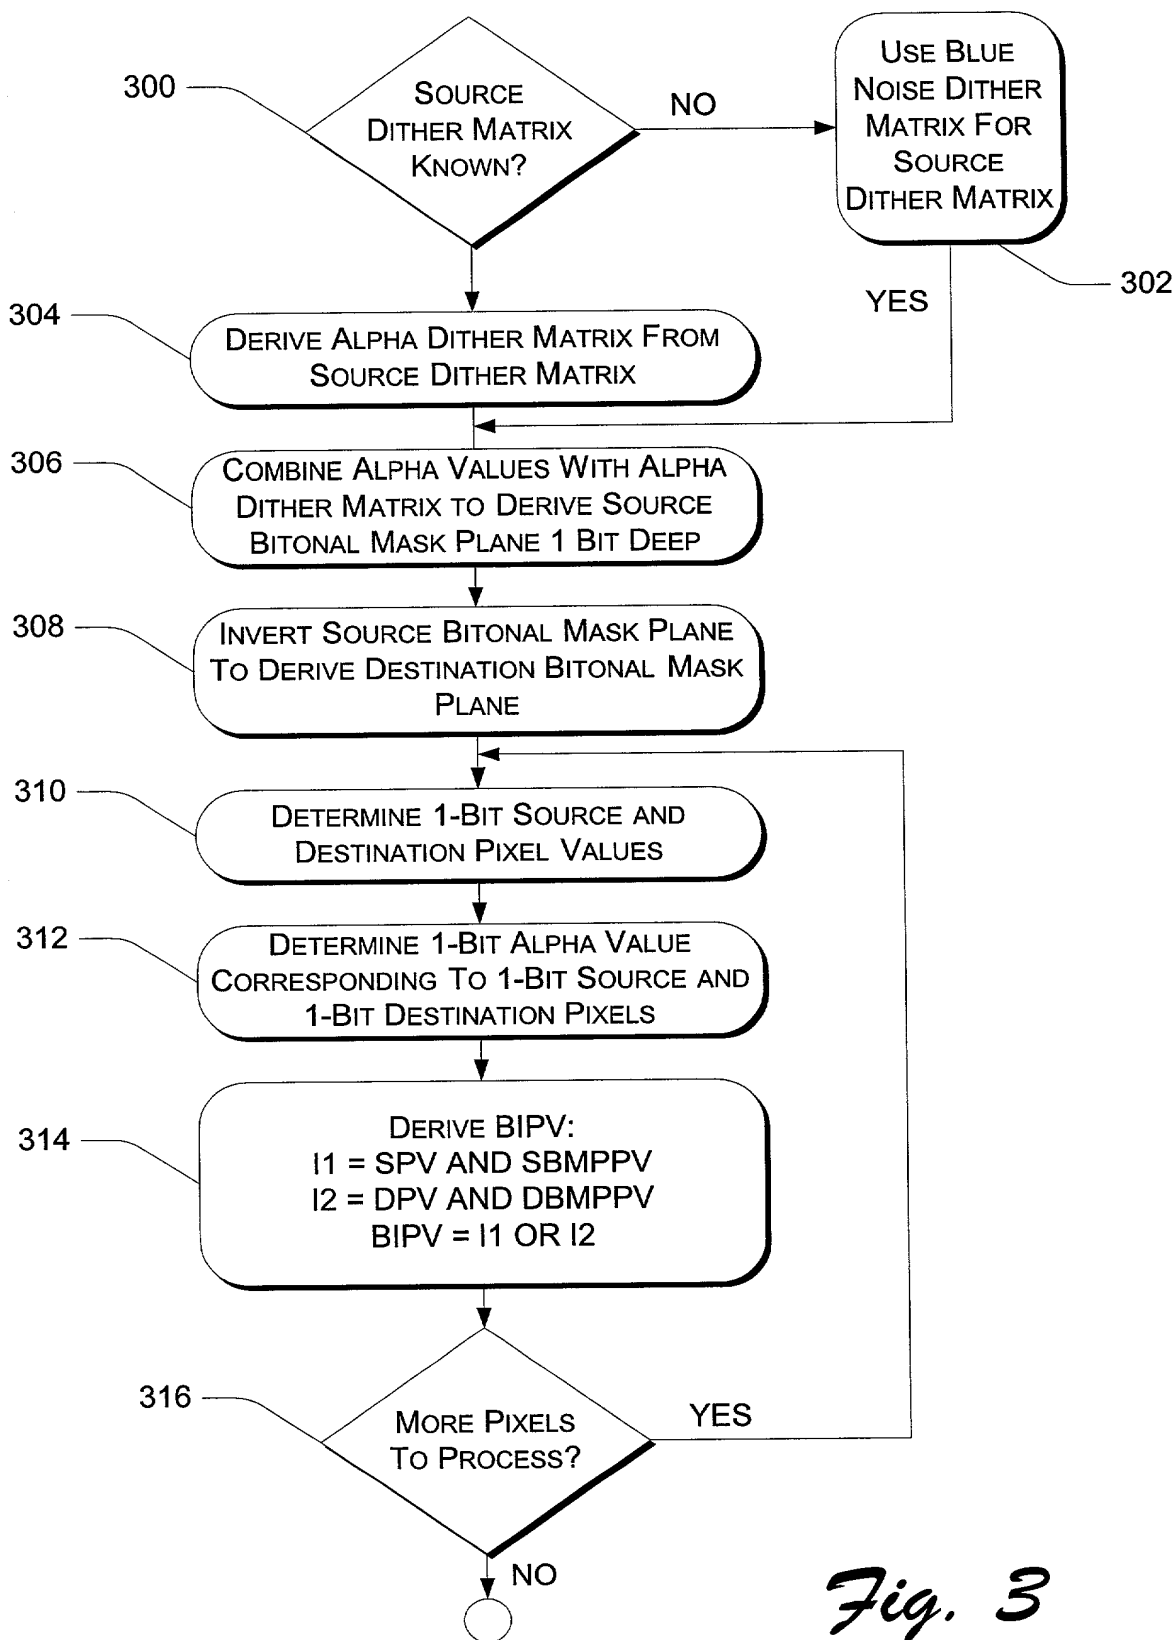 300
SOURCE
DITHER MATRIX
KNOWN?
NO
USE BLUE
NOISE DITHER
MATRIX FOR
SOURCE
DITHER MATRIX
302
YES
304
DERIVE ALPHA DITHER MATRIX FROM
SOURCE DITHER MATRIX
306
COMBINE ALPHA VALUES WITH ALPHA
DITHER MATRIX TO DERIVE SOURCE
BITONAL MASK PLANE 1 BIT DEEP
308
INVERT SOURCE BITONAL MASK PLANE
TO DERIVE DESTINATION BITONAL MASK
PLANE
310
DETERMINE 1-BIT SOURCE AND
DESTINATION PIXEL VALUES
312
DETERMINE 1-BIT ALPHA VALUE
CORRESPONDING TO 1-BIT SOURCE AND
1-BIT DESTINATION PIXELS
314
DERIVE BIPV:
I1 = SPV AND SBMPPV
I2 = DPV AND DBMPPV
BIPV = I1 OR I2
316
MORE PIXELS
TO PROCESS?
YES
NO
Fig. 3